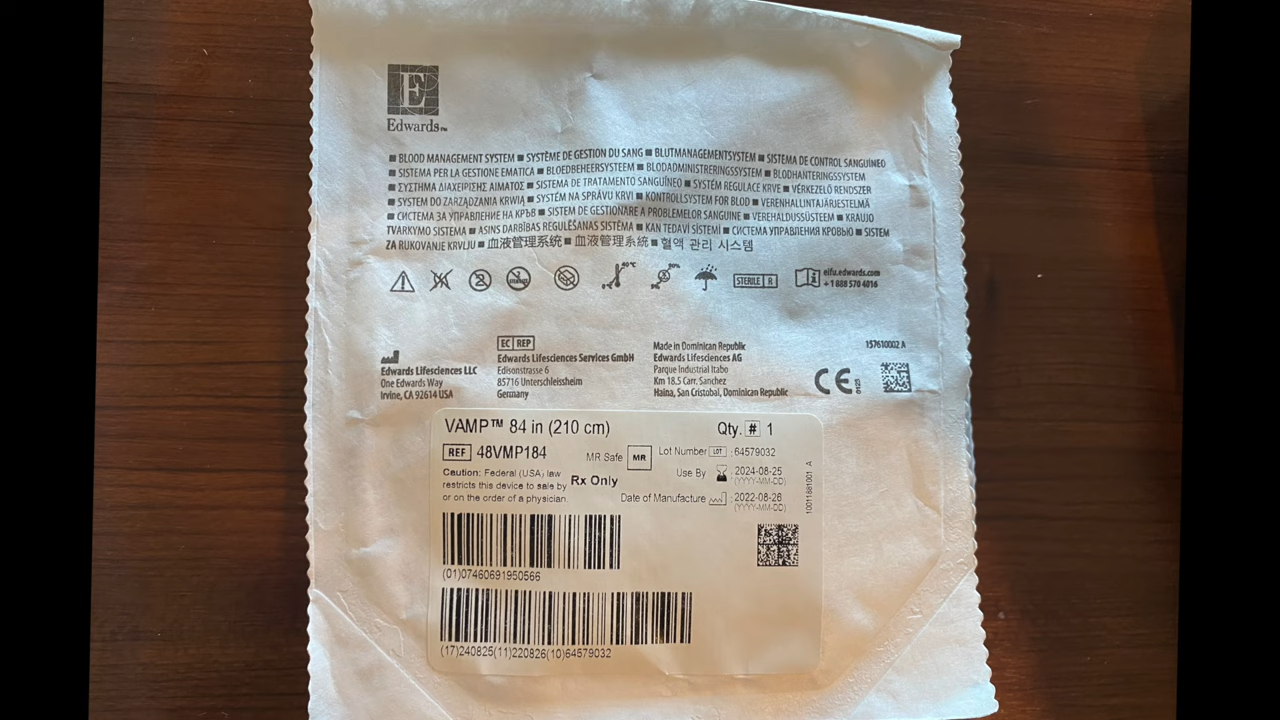 E
Edwards™
■ BLOOD MANAGEMENT SYSTEM ■ SYSTÈME DE GESTION DU SANG ■ BLUTMANAGEMENTSYSTEM ■ SISTEMA DE CONTROL SANGUÍNEO
■ SISTEMA PER LA GESTIONE EMATICA ■ BLOEDBEHEERSYSTEEM ■ BLODADMINISTRERINGSSYSTEM ■ BLODHANTERINGSSYSTEM
■ ΣΥΣΤΗΜΑ ΔΙΑΧΕΙΡΙΣΗΣ ΑΙΜΑΤΟΣ ■ SISTEMA DE TRATAMENTO SANGUÍNEO ■ SYSTÉM REGULACE KRVE ■ VÉRKEZELŐ RENDSZER
■ SYSTEM DO ZARZĄDZANIA KRWIĄ ■ SYSTÉM NA SPRÁVU KRVI ■ KONTROLLSYSTEM FOR BLOD ■ VERENHALLINTAJÄRJESTELMÄ
■ СИСТЕМА ЗА УПРАВЛЕНИЕ НА КРЪВ ■ SISTEM DE GESTIONARE A PROBLEMELOR SANGUINE ■ VEREHALDUSSÜSTEEM ■ KRAUJO
TVARKYMO SISTEMA ■ ASINS DARBĪBAS REGULĒŠANAS SISTĒMA ■ KAN TEDAVİ SİSTEMİ ■ СИСТЕМА УПРАВЛЕНИЯ КРОВЬЮ ■ SISTEM
ZA RUKOVANJE KRVLJU ■ 血液管理系统 ■ 血液管理系統 ■ 혈액 관리 시스템
STERILE R
eifu.edwards.com
+1 888 570 4016
Edwards Lifesciences LLC
One Edwards Way
Irvine, CA 92614 USA
EC REP
Edwards Lifesciences Services GmbH
Edisonstrasse 6
85716 Unterschleissheim
Germany
Made in Dominican Republic
Edwards Lifesciences AG
Parque Industrial Itabo
Km 18.5 Carr. Sanchez
Haina, San Cristobal, Dominican Republic
157610002 A
CE
0123
VAMP™ 84 in (210 cm)
Qty. # 1
REF 48VMP184
MR Safe MR
Lot Number LOT : 64579032
Caution: Federal (USA) law
restricts this device to sale by
or on the order of a physician.
Rx Only
Use By : 2024-08-25
(YYYY-MM-DD)
Date of Manufacture : 2022-08-26
(YYYY-MM-DD)
10011881001 A
(01)07460691950566
(17)240825(11)220826(10)64579032